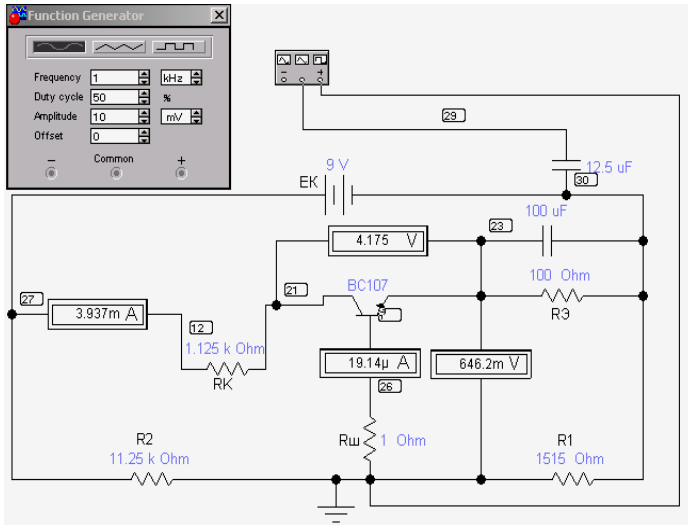 Function Generator
Frequency 1 kHz
Duty cycle 50 %
Amplitude 10 mV
Offset 0
− Common +
− +
29
9 V
EK
12.5 uF
30
100 uF
23
4.175 V
21
BC107
100 Ohm
RЭ
27
3.937m A
12
1.125 k Ohm
RK
19.14µ A
646.2m V
26
R2
11.25 k Ohm
Rш
1 Ohm
R1
1515 Ohm